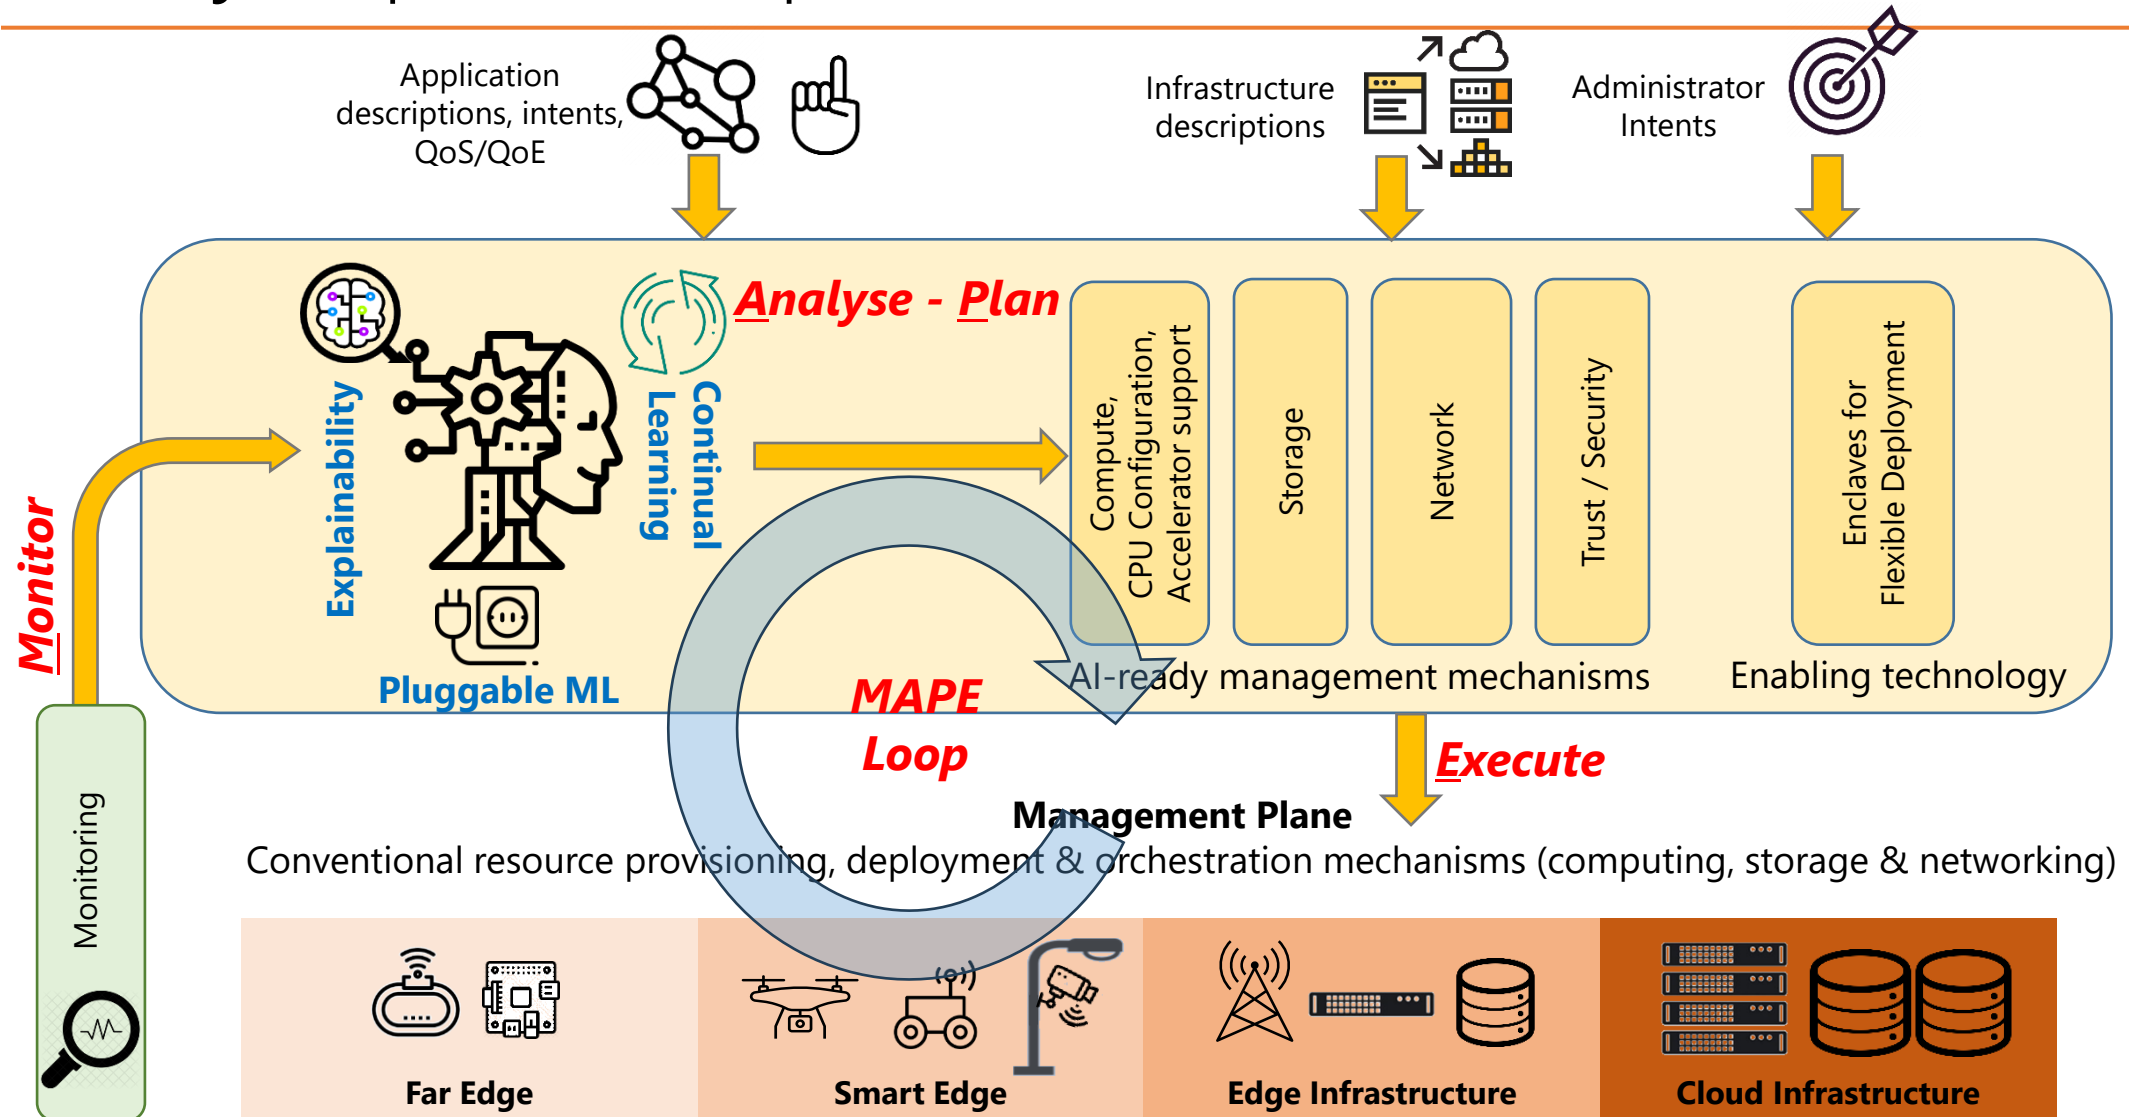 Application
descriptions, intents,
QoS/QoE
Infrastructure
descriptions
Administrator
Intents
Analyse - Plan
Explainability
Continual
Learning
Pluggable ML
Compute,
CPU Configuration,
Accelerator support
Storage
Network
Trust / Security
Enclaves for
Flexible Deployment
AI-ready management mechanisms
Enabling technology
Monitor
MAPE
Loop
Execute
Management Plane
Conventional resource provisioning, deployment & orchestration mechanisms (computing, storage & networking)
Monitoring
Far Edge
Smart Edge
Edge Infrastructure
Cloud Infrastructure